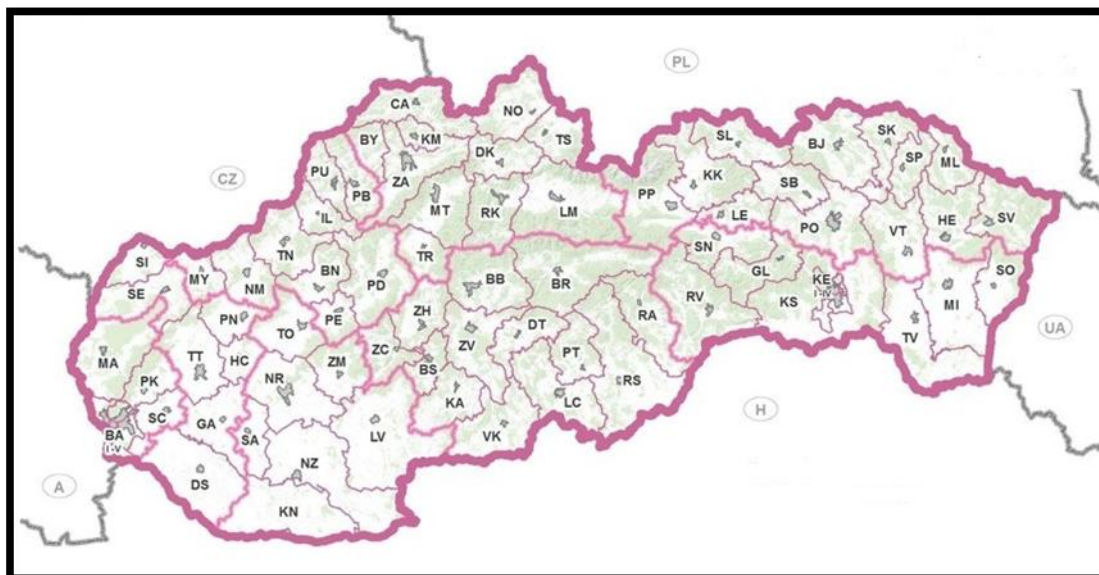 PL
CA
NO
BY
KM
TS
DK
SL
BJ
SK
SP
ML
CZ
PU
PB
ZA
KK
SB
PP
IL
MT
RK
LM
LE
PO
HE
SV
VT
TN
SN
SI
MY
BN
TR
SE
NM
PD
BB
BR
GL
KE
I-IV
SO
KS
MI
RV
PN
PE
ZH
RA
TO
DT
TV
UA
ZV
MA
TT
HC
ZM
ZC
BS
PT
PK
NR
RS
SC
KA
LC
GA
H
BA
I-V
SA
LV
VK
NZ
A
DS
KN